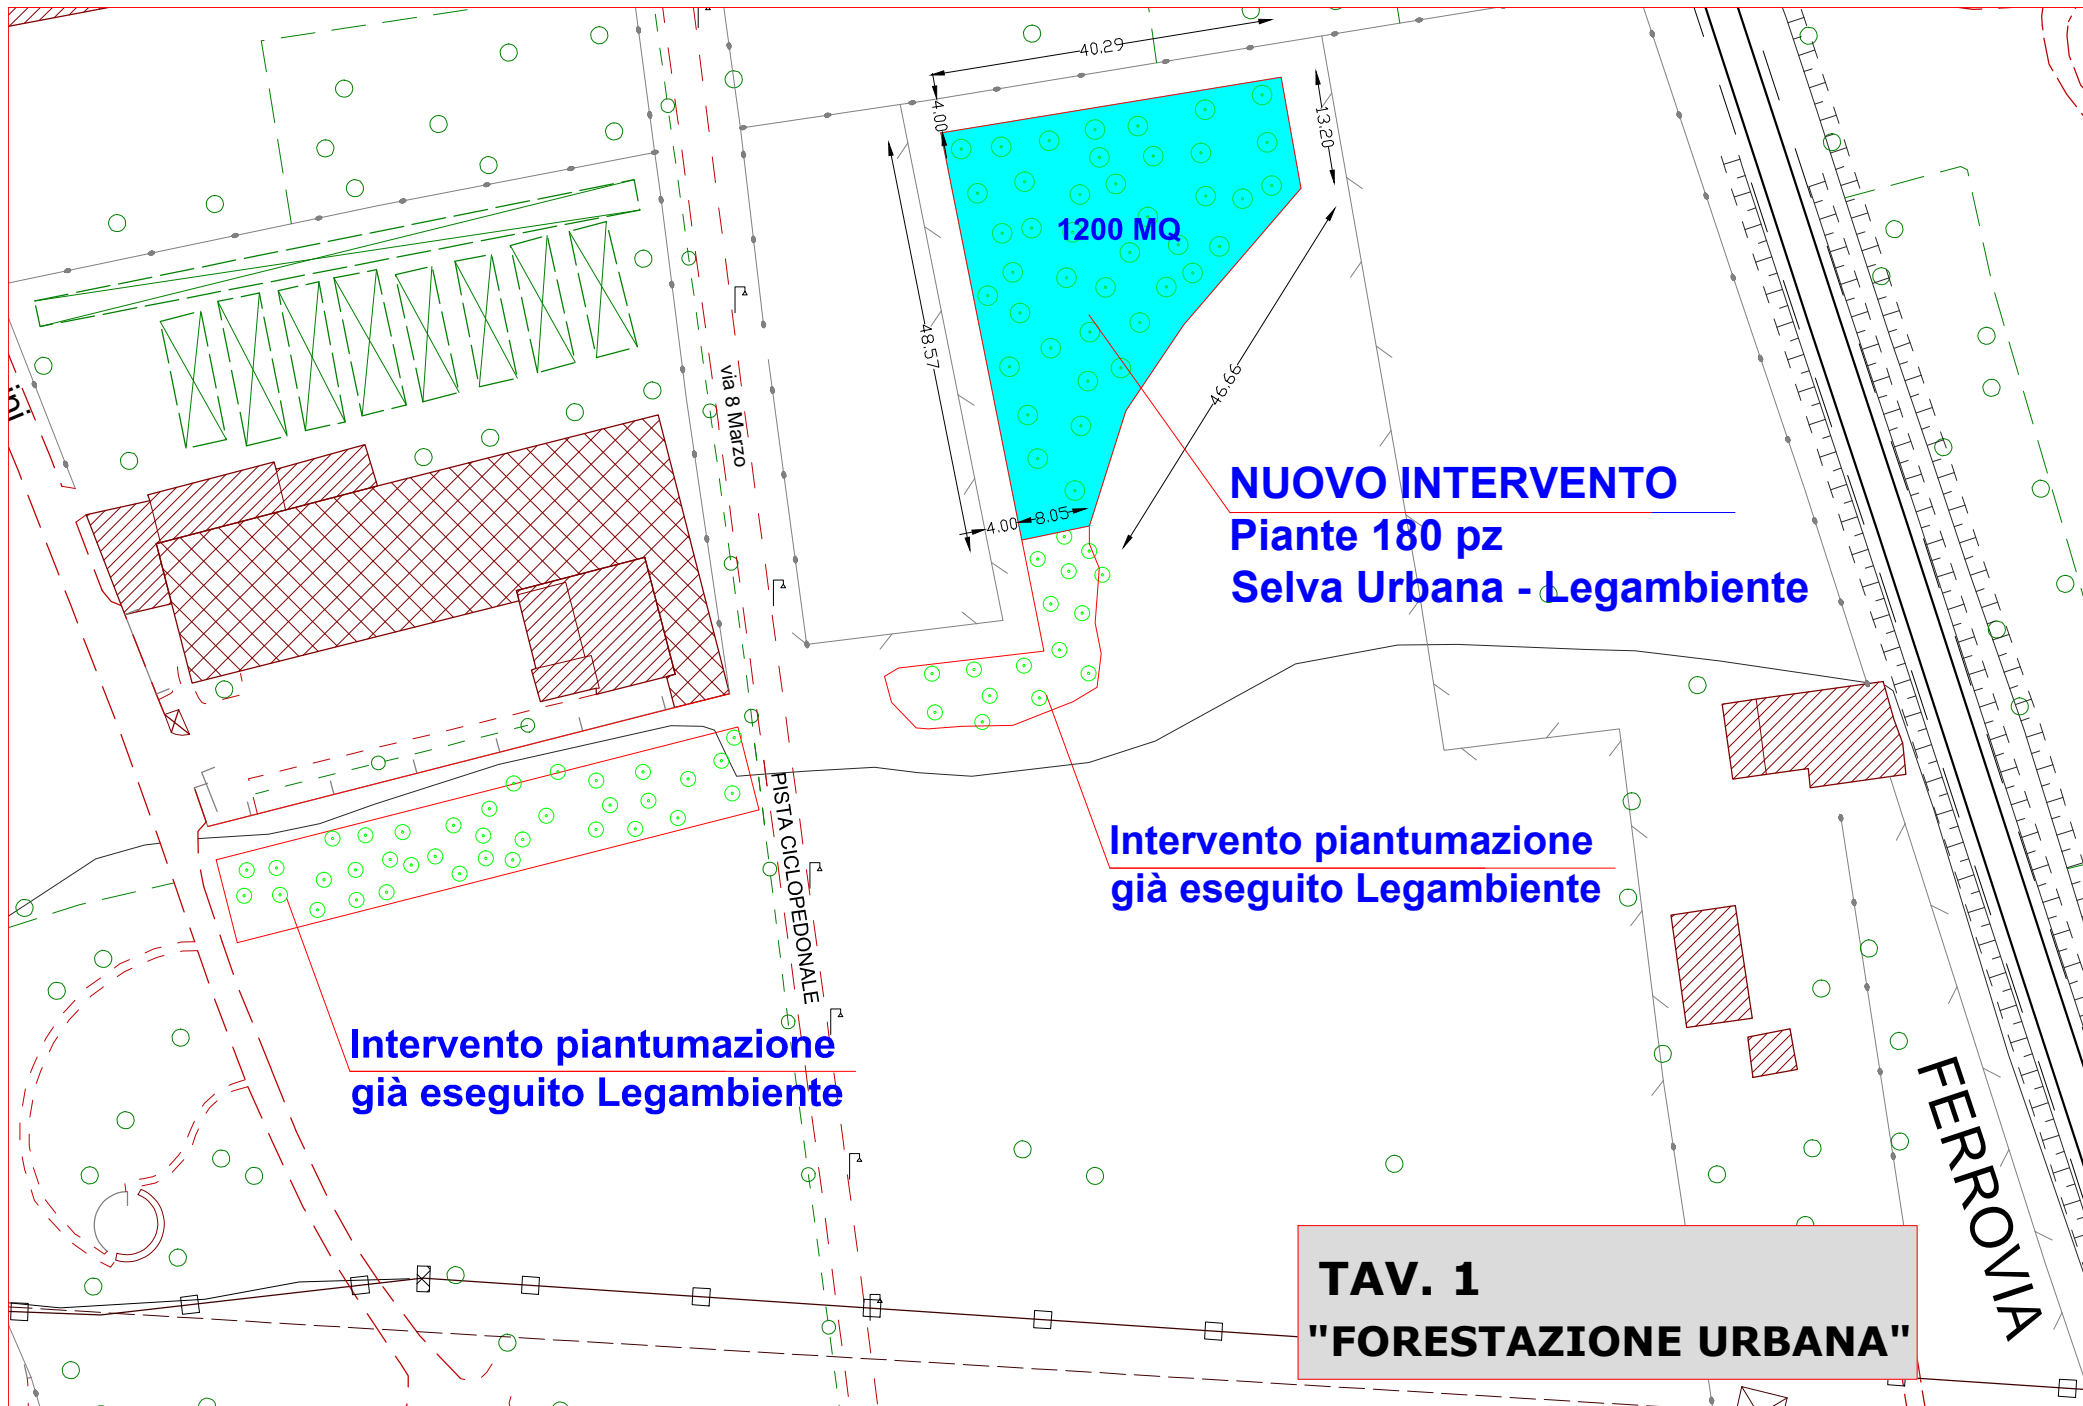 40.29
4.00
13.20
1200 MQ
48.57
46.66
via 8 Marzo
4.00
8.05
NUOVO INTERVENTO
Piante 180 pz
Selva Urbana - Legambiente
PISTA CICLOPEDONALE
Intervento piantumazione
già eseguito Legambiente
Intervento piantumazione
già eseguito Legambiente
FERROVIA
TAV. 1
"FORESTAZIONE URBANA"